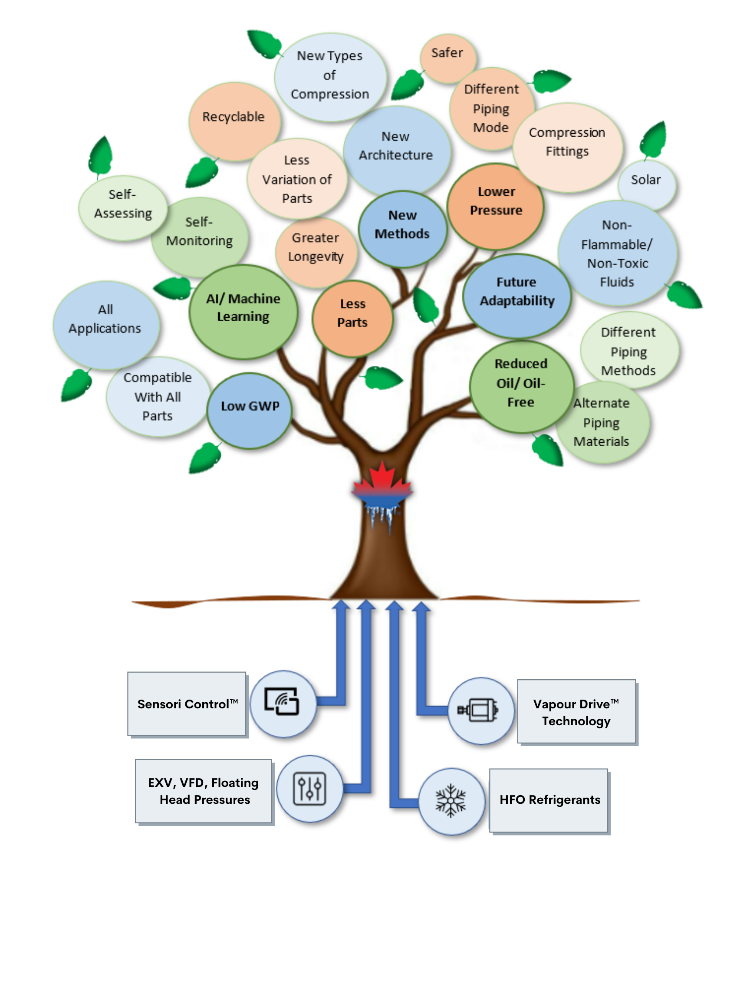 New Types
of
Compression
Safer
Different
Piping
Mode
Recyclable
Compression
Fittings
New
Architecture
Less
Variation of
Parts
Solar
Lower
Pressure
Self-
Assessing
Self-
Monitoring
New
Methods
Non-
Flammable/
Non-Toxic
Fluids
Greater
Longevity
Future
Adaptability
AI/ Machine
Learning
Less
Parts
All
Applications
Different
Piping
Methods
Reduced
Oil/ Oil-
Free
Compatible
With All
Parts
Low GWP
Alternate
Piping
Materials
Sensori Control™
Vapour Drive™
Technology
EXV, VFD, Floating
Head Pressures
HFO Refrigerants